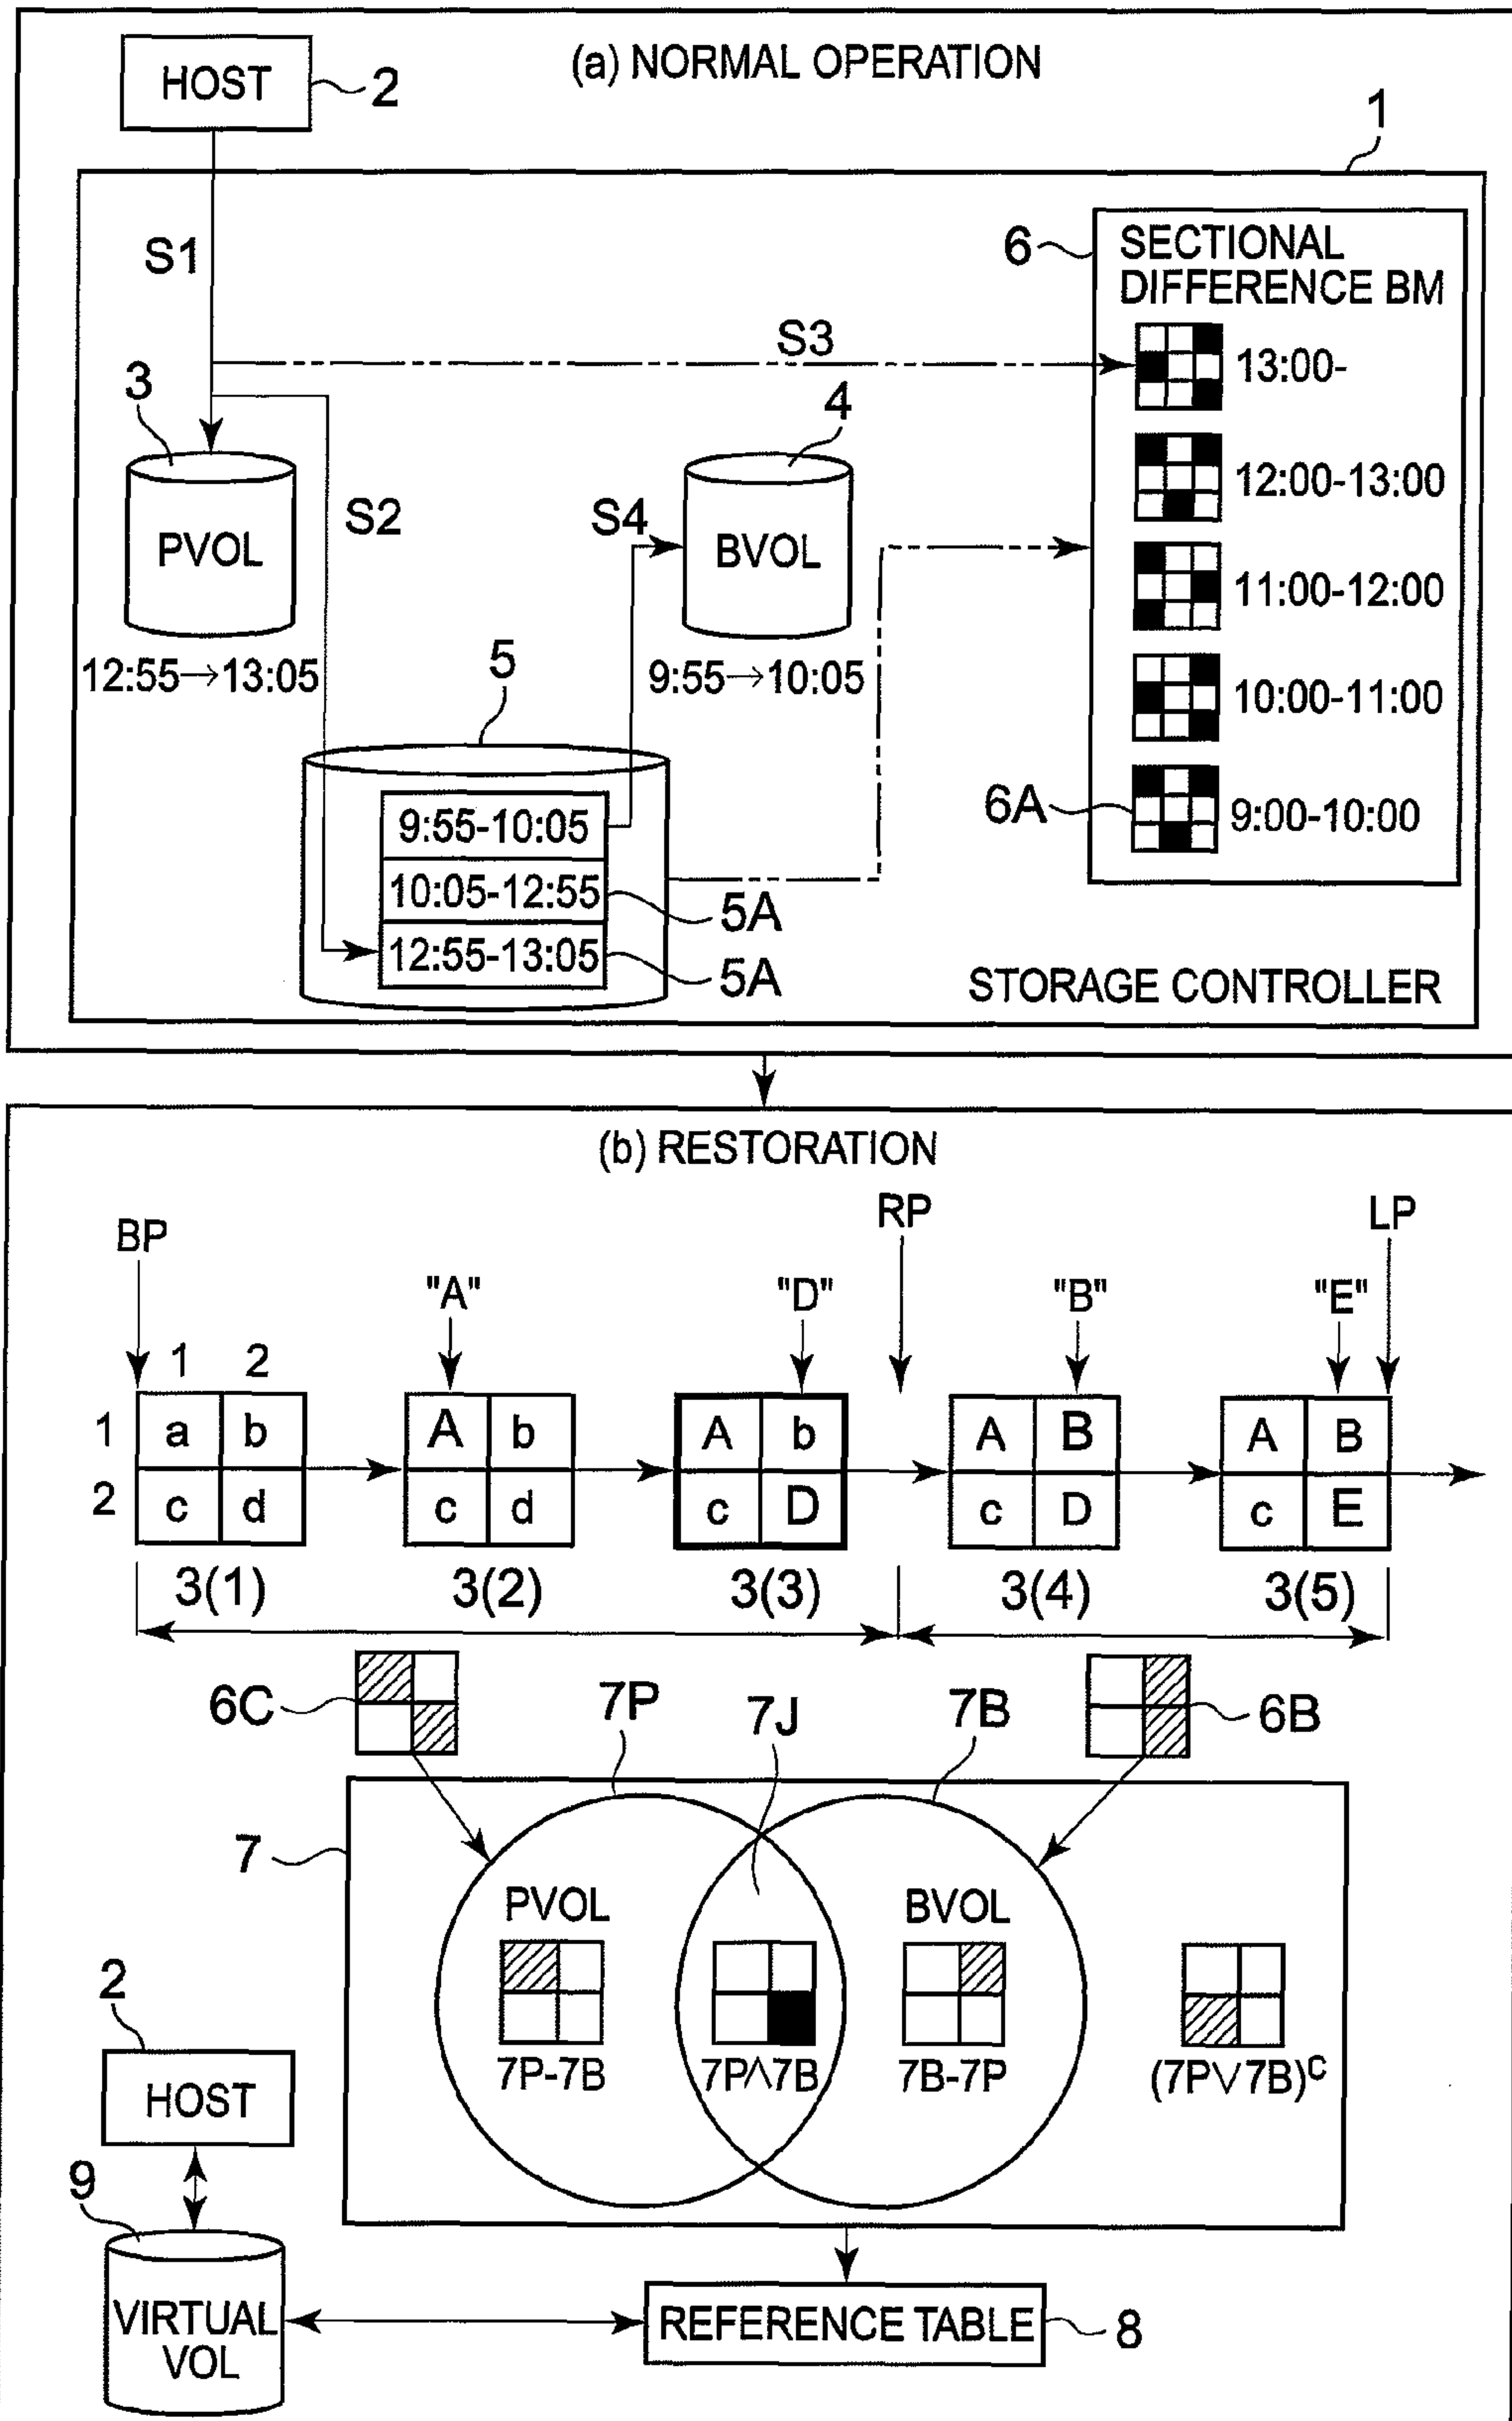 (a) NORMAL OPERATION
HOST
2
1
S1
6
SECTIONAL
DIFFERENCE BM
S3
13:00-
3
4
12:00-13:00
PVOL
S2
S4
BVOL
11:00-12:00
12:55→13:05
5
9:55→10:05
10:00-11:00
6A
9:00-10:00
9:55-10:05
10:05-12:55
5A
12:55-13:05
5A
STORAGE CONTROLLER
(b) RESTORATION
BP
RP
LP
"A"
"D"
"B"
"E"
1 2
1 a b A b A b A B A B
2 c d c d c D c D c E
3(1) 3(2) 3(3) 3(4) 3(5)
6C
7P
7J
7B
6B
7
PVOL
BVOL
7P-7B
7P∧7B
7B-7P
(7P∨7B)ᶜ
2
HOST
9
VIRTUAL
VOL
REFERENCE TABLE
8